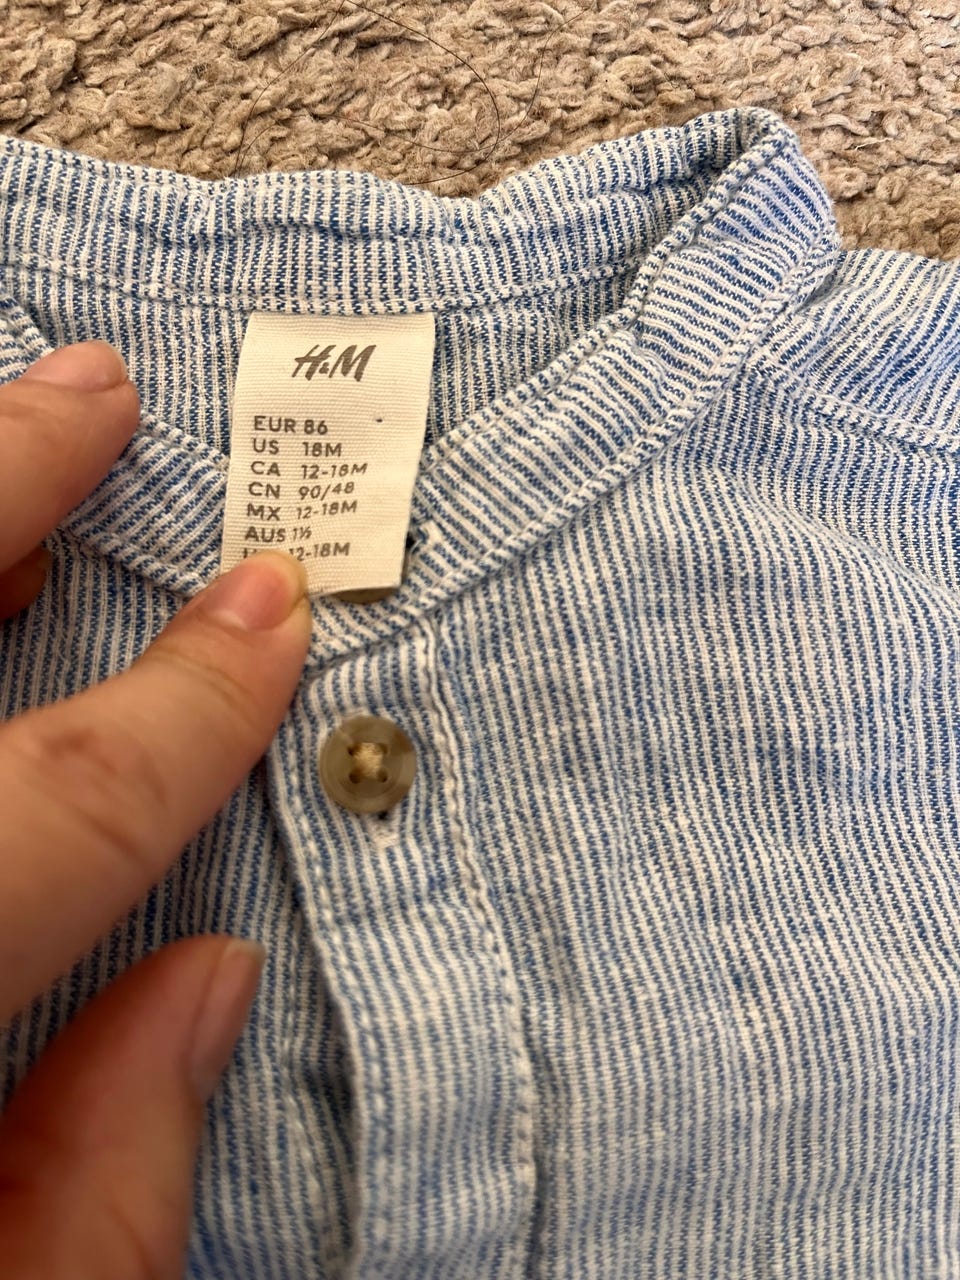 H&M
EUR 86
US 18M
CA 12-18M
CN 90/48
MX 12-18M
AUS 1½
12-18M